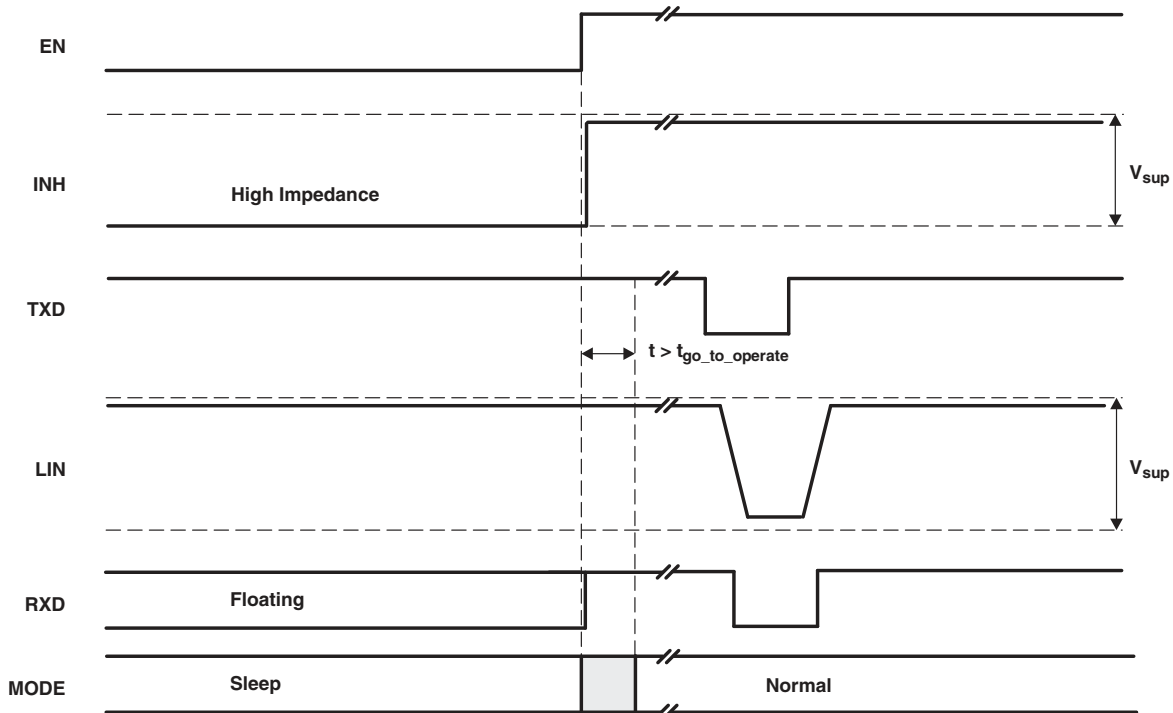 EN
INH
High Impedance
V_sup
TXD
t > t_go_to_operate
LIN
V_sup
RXD
Floating
MODE
Sleep
Normal